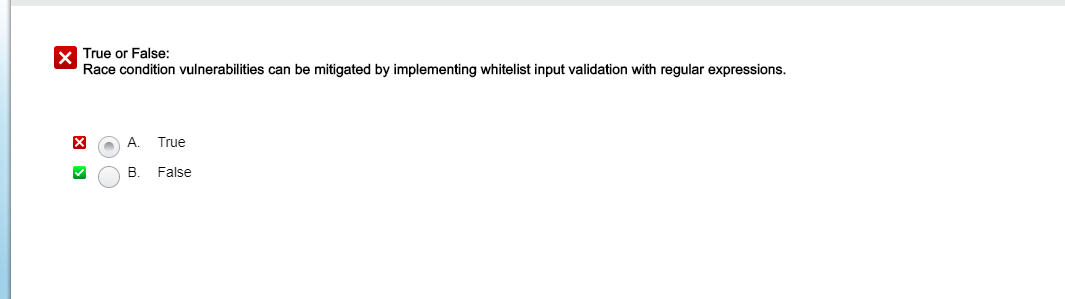 True or False:
Race condition vulnerabilities can be mitigated by implementing whitelist input validation with regular expressions.
A. True
B. False